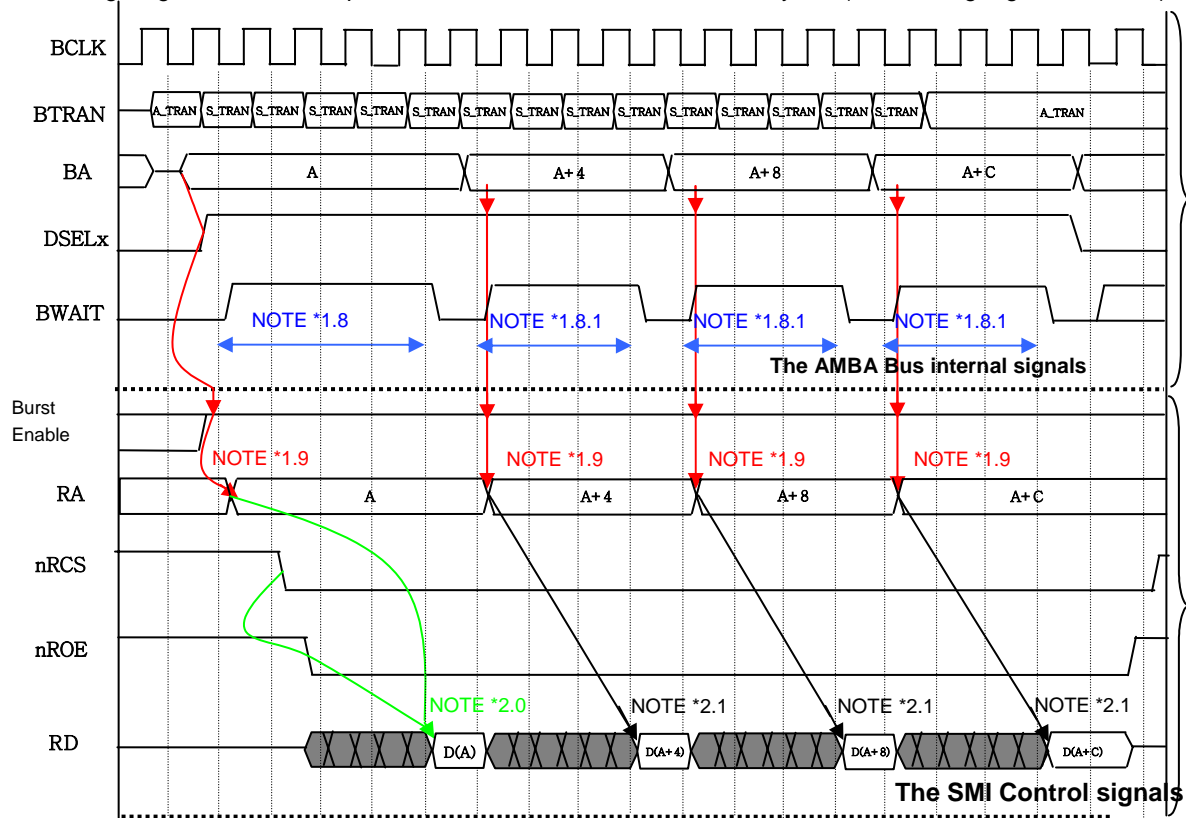 BCLK
BTRAN A_TRAN S_TRAN S_TRAN S_TRAN S_TRAN S_TRAN S_TRAN S_TRAN S_TRAN S_TRAN S_TRAN S_TRAN S_TRAN S_TRAN S_TRAN A_TRAN
BA A A+4 A+8 A+C
DSELx
BWAIT
NOTE *1.8 NOTE *1.8.1 NOTE *1.8.1 NOTE *1.8.1
The AMBA Bus internal signals
Burst
Enable
NOTE *1.9 NOTE *1.9 NOTE *1.9 NOTE *1.9
RA A A+4 A+8 A+C
nRCS
nROE
NOTE *2.0 NOTE *2.1 NOTE *2.1 NOTE *2.1
RD D(A) D(A+4) D(A+8) D(A+C)
The SMI Control signals